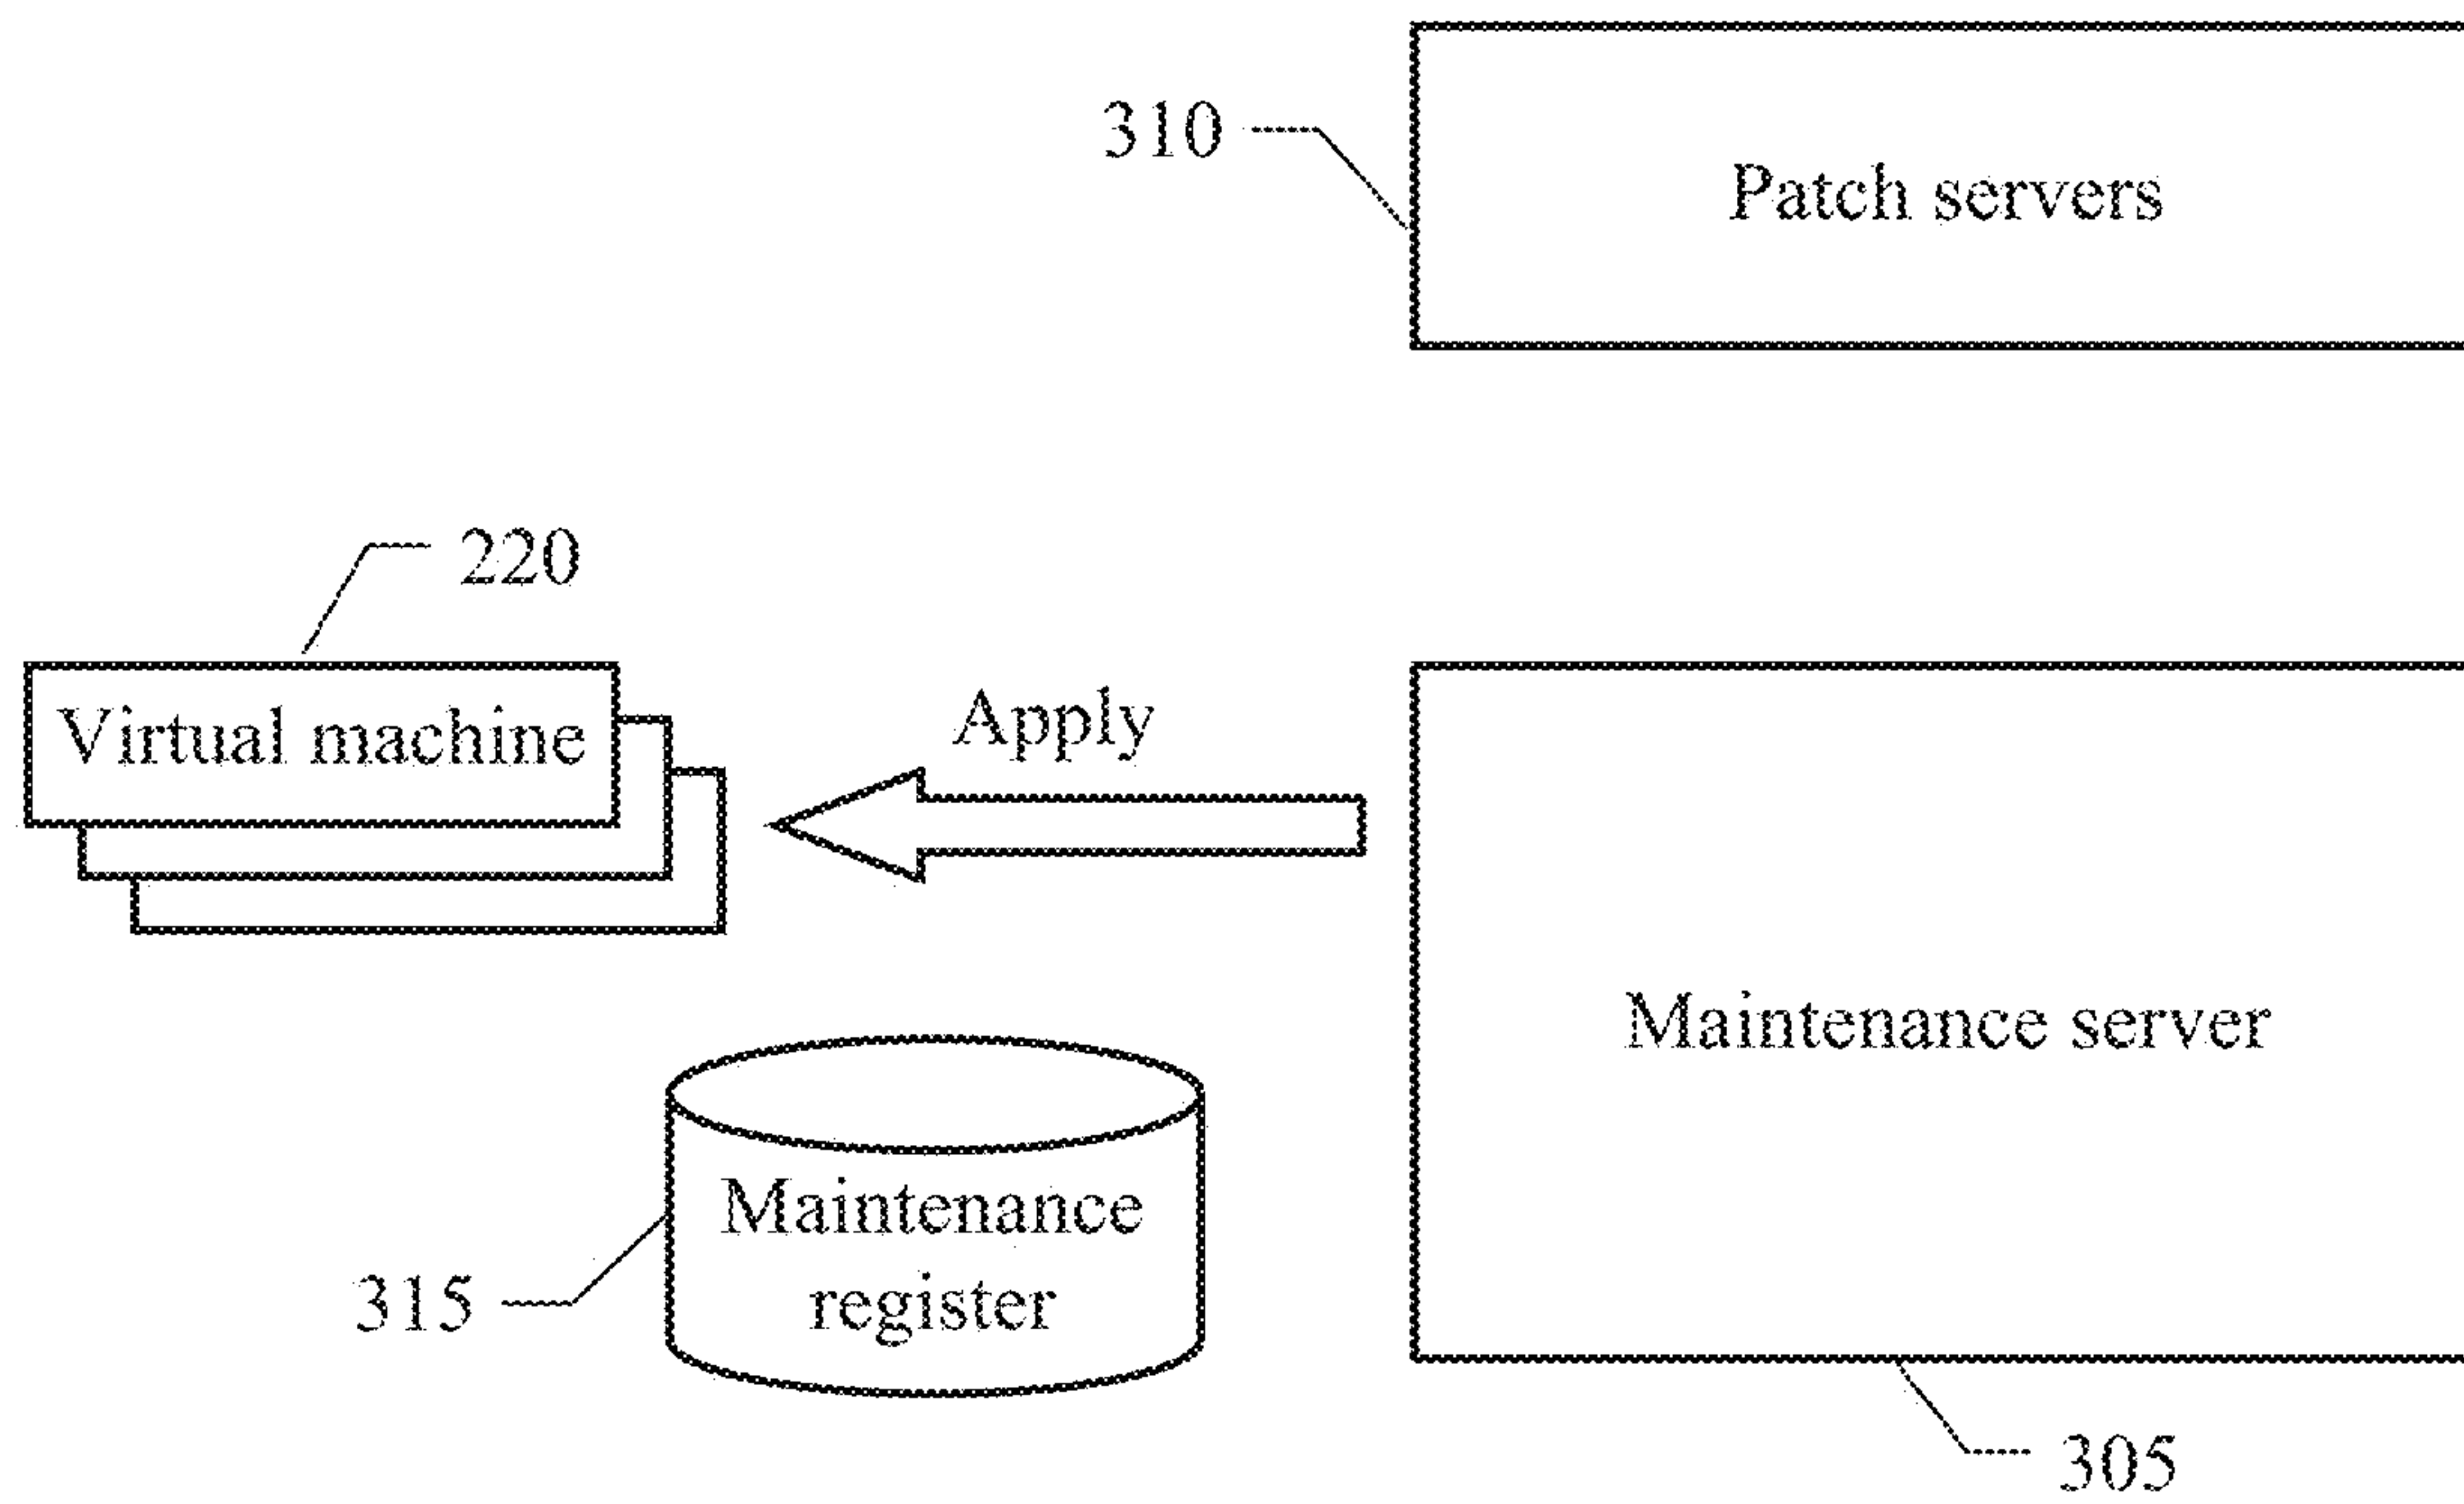 310
Patch servers
220
Virtual machine
Apply
Maintenance server
Maintenance
register
315
305